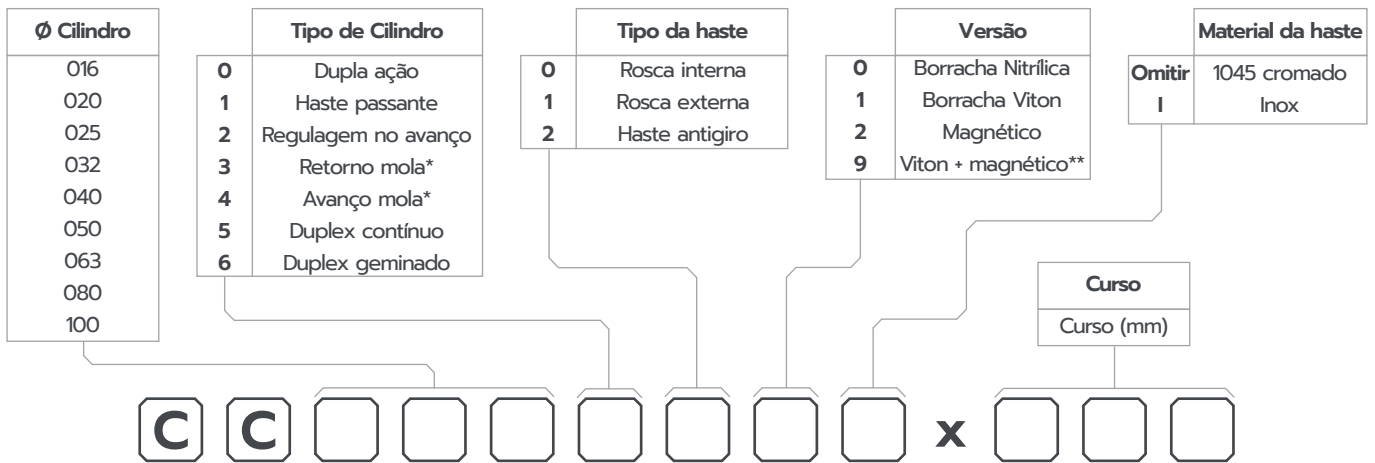 Ø Cilindro
016
020
025
032
040
050
063
080
100
Tipo de Cilindro
0 Dupla ação
1 Haste passante
2 Regulagem no avanço
3 Retorno mola*
4 Avanço mola*
5 Duplex contínuo
6 Duplex geminado
Tipo da haste
0 Rosca interna
1 Rosca externa
2 Haste antigiro
Versão
0 Borracha Nitrílica
1 Borracha Viton
2 Magnético
9 Viton + magnético**
Material da haste
Omitir 1045 cromado
I Inox
Curso
Curso (mm)
C C x